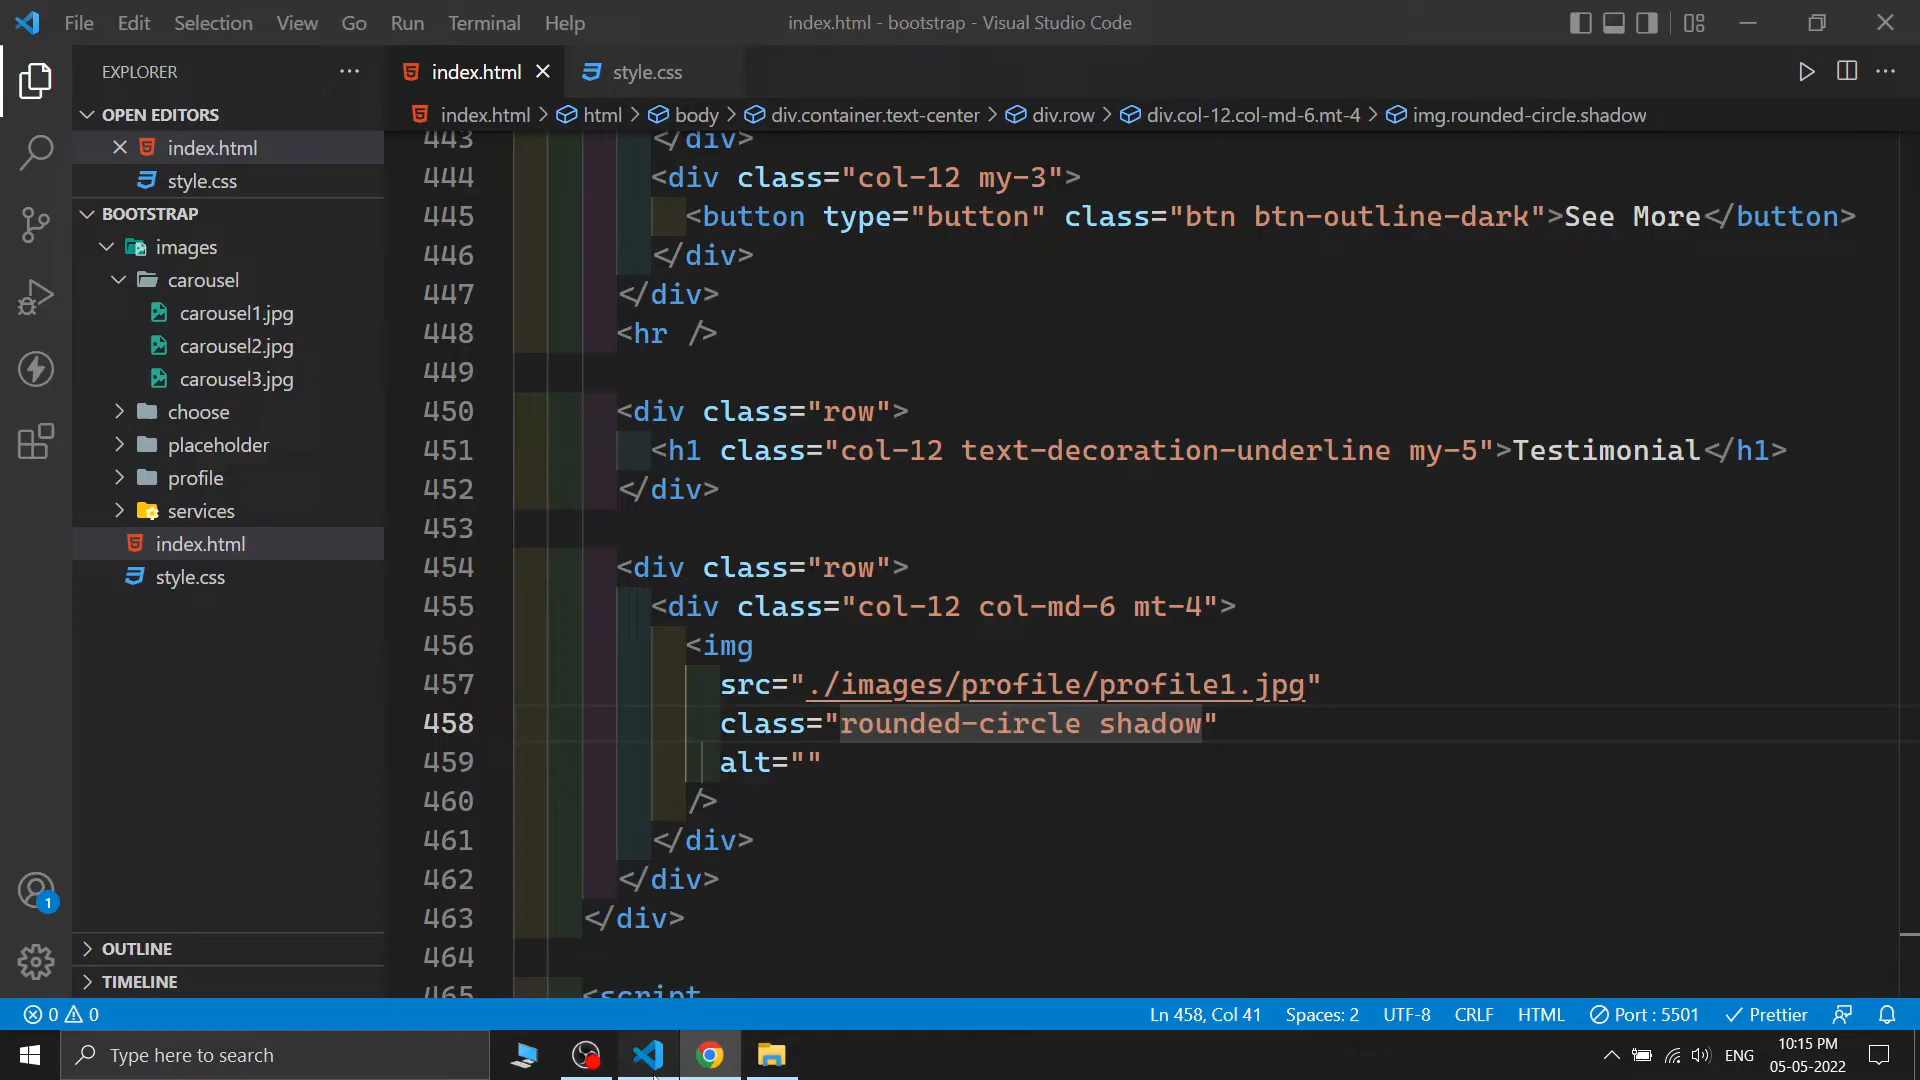 File Edit Selection View Go Run Terminal Help
index.html - bootstrap - Visual Studio Code
EXPLORER
OPEN EDITORS
index.html
style.css
BOOTSTRAP
images
carousel
carousel1.jpg
carousel2.jpg
carousel3.jpg
choose
placeholder
profile
services
index.html
style.css
OUTLINE
TIMELINE
1
index.html style.css
index.html > html > body > div.container.text-center > div.row > div.col-12.col-md-6.mt-4 > img.rounded-circle.shadow
443 </div>
444 <div class="col-12 my-3">
445 <button type="button" class="btn btn-outline-dark">See More</button>
446 </div>
447 </div>
448 <hr />
449
450 <div class="row">
451 <h1 class="col-12 text-decoration-underline my-5">Testimonial</h1>
452 </div>
453
454 <div class="row">
455 <div class="col-12 col-md-6 mt-4">
456 <img
457 src="./images/profile/profile1.jpg"
458 class="rounded-circle shadow"
459 alt=""
460 />
461 </div>
462 </div>
463 </div>
464
465 <script
0 0 Ln 458, Col 41 Spaces: 2 UTF-8 CRLF HTML Port : 5501 Prettier
Type here to search
ENG
10:15 PM
05-05-2022